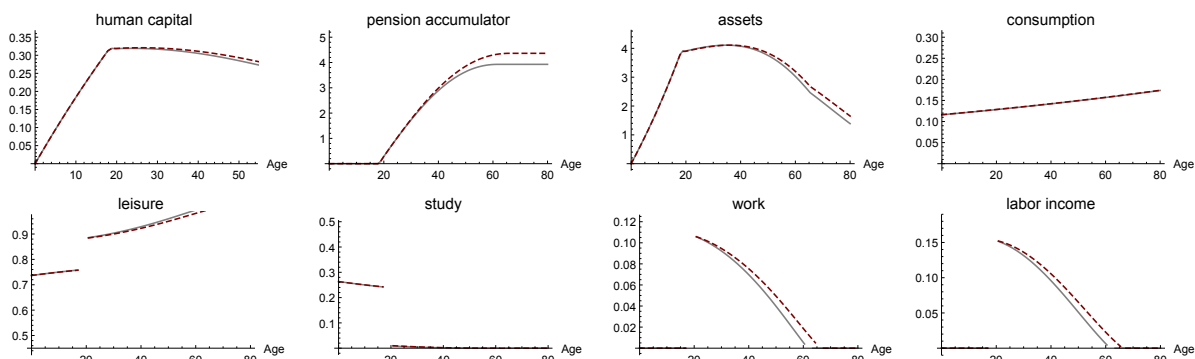 human capital
0.35
0.30
0.25
0.20
0.15
0.10
0.05
0 10 20 30 40 50
Age
pension accumulator
5
4
3
2
1
0 20 40 60 80
Age
assets
4
3
2
1
20 40 60 80
Age
consumption
0.30
0.25
0.20
0.15
0.10
0.05
20 40 60 80
Age
leisure
0.9
0.8
0.7
0.6
0.5
20 40 60 80
Age
study
0.5
0.4
0.3
0.2
0.1
20 40 60 80
Age
work
0.12
0.10
0.08
0.06
0.04
0.02
20 40 60 80
Age
labor income
0.15
0.10
0.05
20 40 60 80
Age